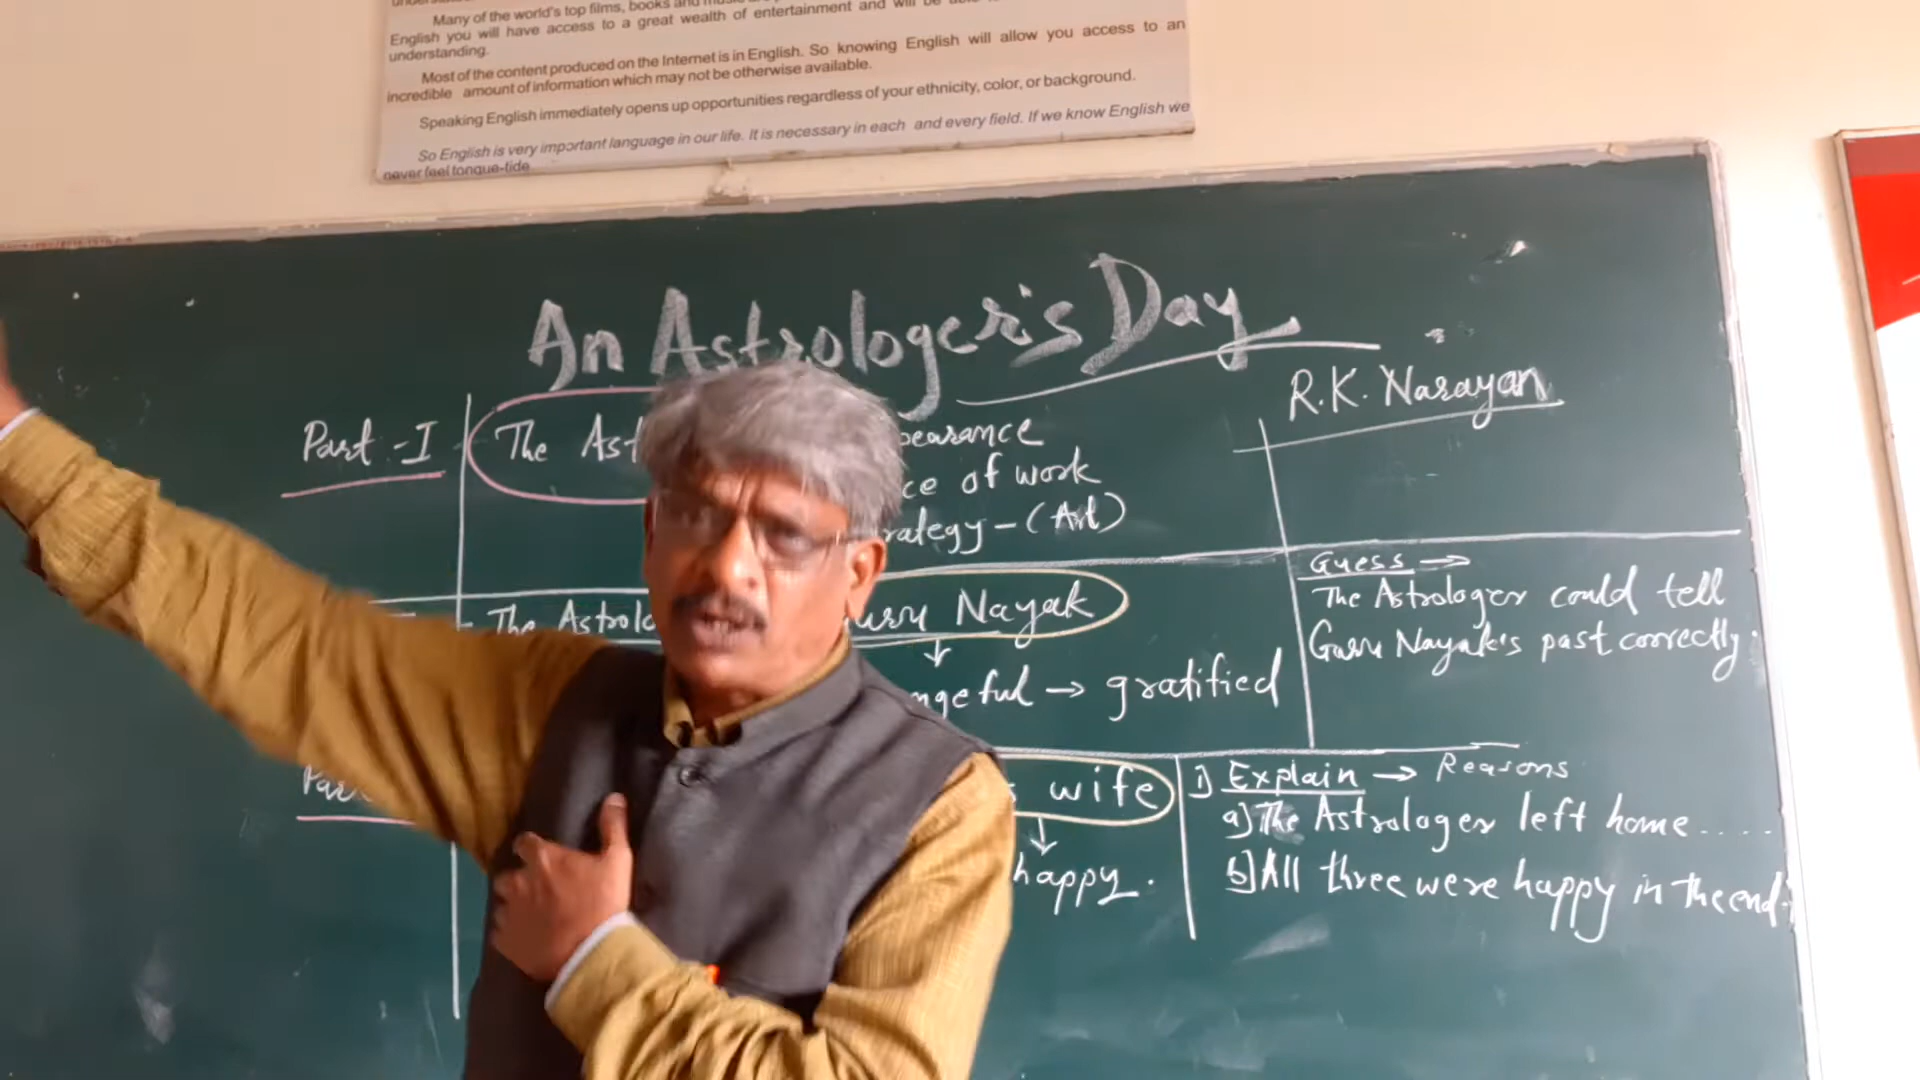 Many of the world's top films, books and
English you will have access to a great wealth of entertainment and will be
understanding.
Most of the content produced on the Internet is in English. So knowing English will allow you access to an
incredible amount of information which may not be otherwise available.
Speaking English immediately opens up opportunities regardless of your ethnicity, color, or background.
So English is very important language in our life. It is necessary in each and every field. If we know English we
never feel tongue-tide
An Astrologer's Day
R.K. Narayan
Part -I
The Ast
pearance
ce of work
rategy - (Art)
The Astrolo
uru Nayak
ngeful → gratified
Guess →
The Astrologer could tell
Guru Nayak's past correctly.
Par
s wife
happy.
1) Explain → Reasons
a] The Astrologer left home.....
b] All three were happy in the end.